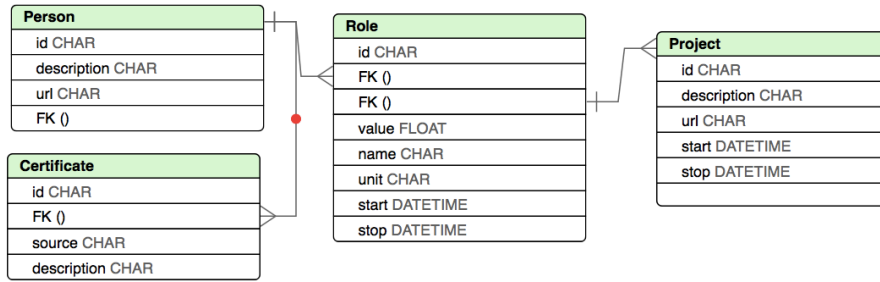 Person
id CHAR
description CHAR
url CHAR
FK ()
Certificate
id CHAR
FK ()
source CHAR
description CHAR
Role
id CHAR
FK ()
FK ()
value FLOAT
name CHAR
unit CHAR
start DATETIME
stop DATETIME
Project
id CHAR
description CHAR
url CHAR
start DATETIME
stop DATETIME